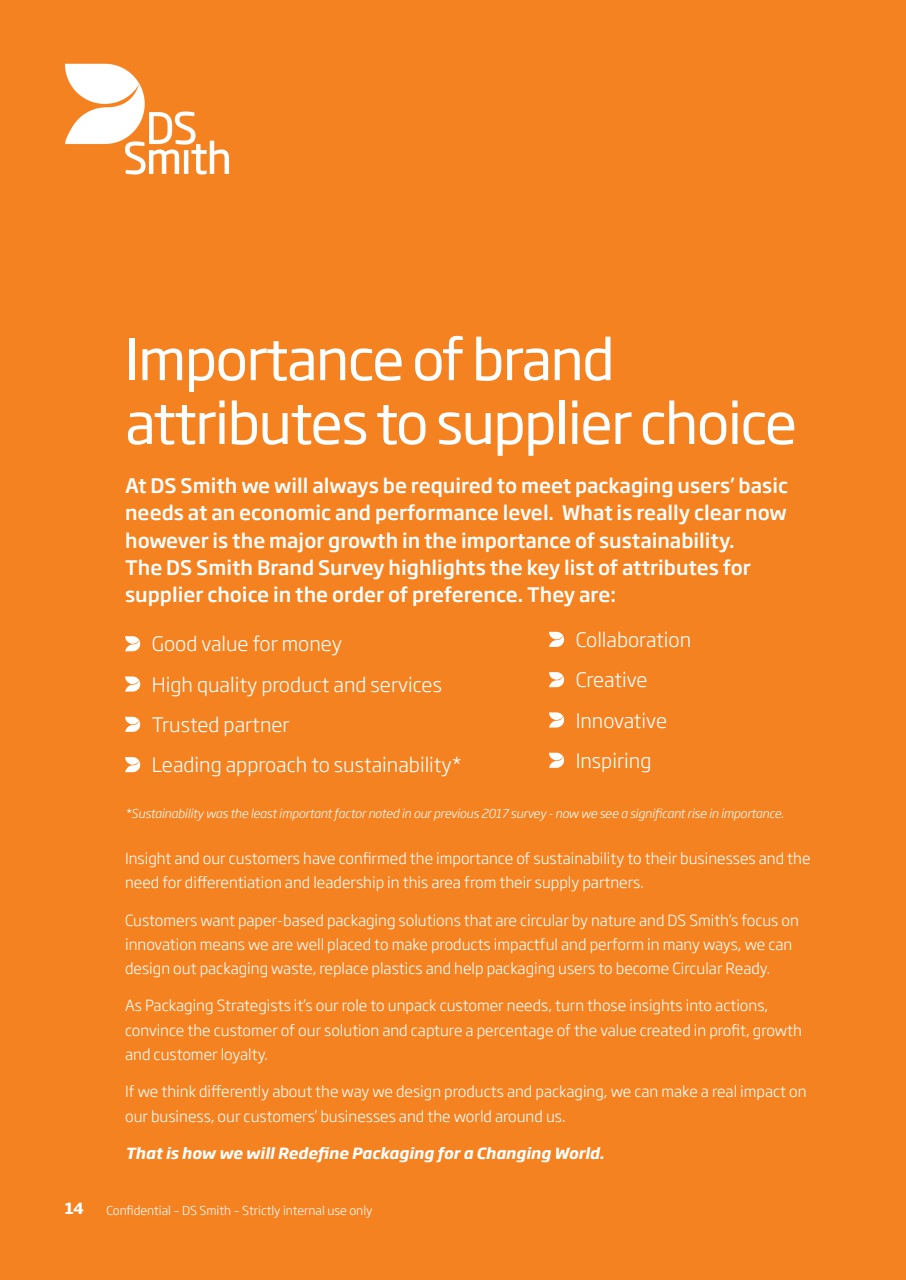 DS
Smith
Importance of brand
attributes to supplier choice
At DS Smith we will always be required to meet packaging users’ basic
needs at an economic and performance level.  What is really clear now
however is the major growth in the importance of sustainability.
The DS Smith Brand Survey highlights the key list of attributes for
supplier choice in the order of preference. They are:
Good value for money
High quality product and services
Trusted partner
Leading approach to sustainability*
Collaboration
Creative
Innovative
Inspiring
*Sustainability was the least important factor noted in our previous 2017 survey - now we see a significant rise in importance.
Insight and our customers have confirmed the importance of sustainability to their businesses and the
need for differentiation and leadership in this area from their supply partners.
Customers want paper-based packaging solutions that are circular by nature and DS Smith’s focus on
innovation means we are well placed to make products impactful and perform in many ways, we can
design out packaging waste, replace plastics and help packaging users to become Circular Ready.
As Packaging Strategists it’s our role to unpack customer needs, turn those insights into actions,
convince the customer of our solution and capture a percentage of the value created in profit, growth
and customer loyalty.
If we think differently about the way we design products and packaging, we can make a real impact on
our business, our customers’ businesses and the world around us.
That is how we will Redefine Packaging for a Changing World.
14 Confidential – DS Smith – Strictly internal use only